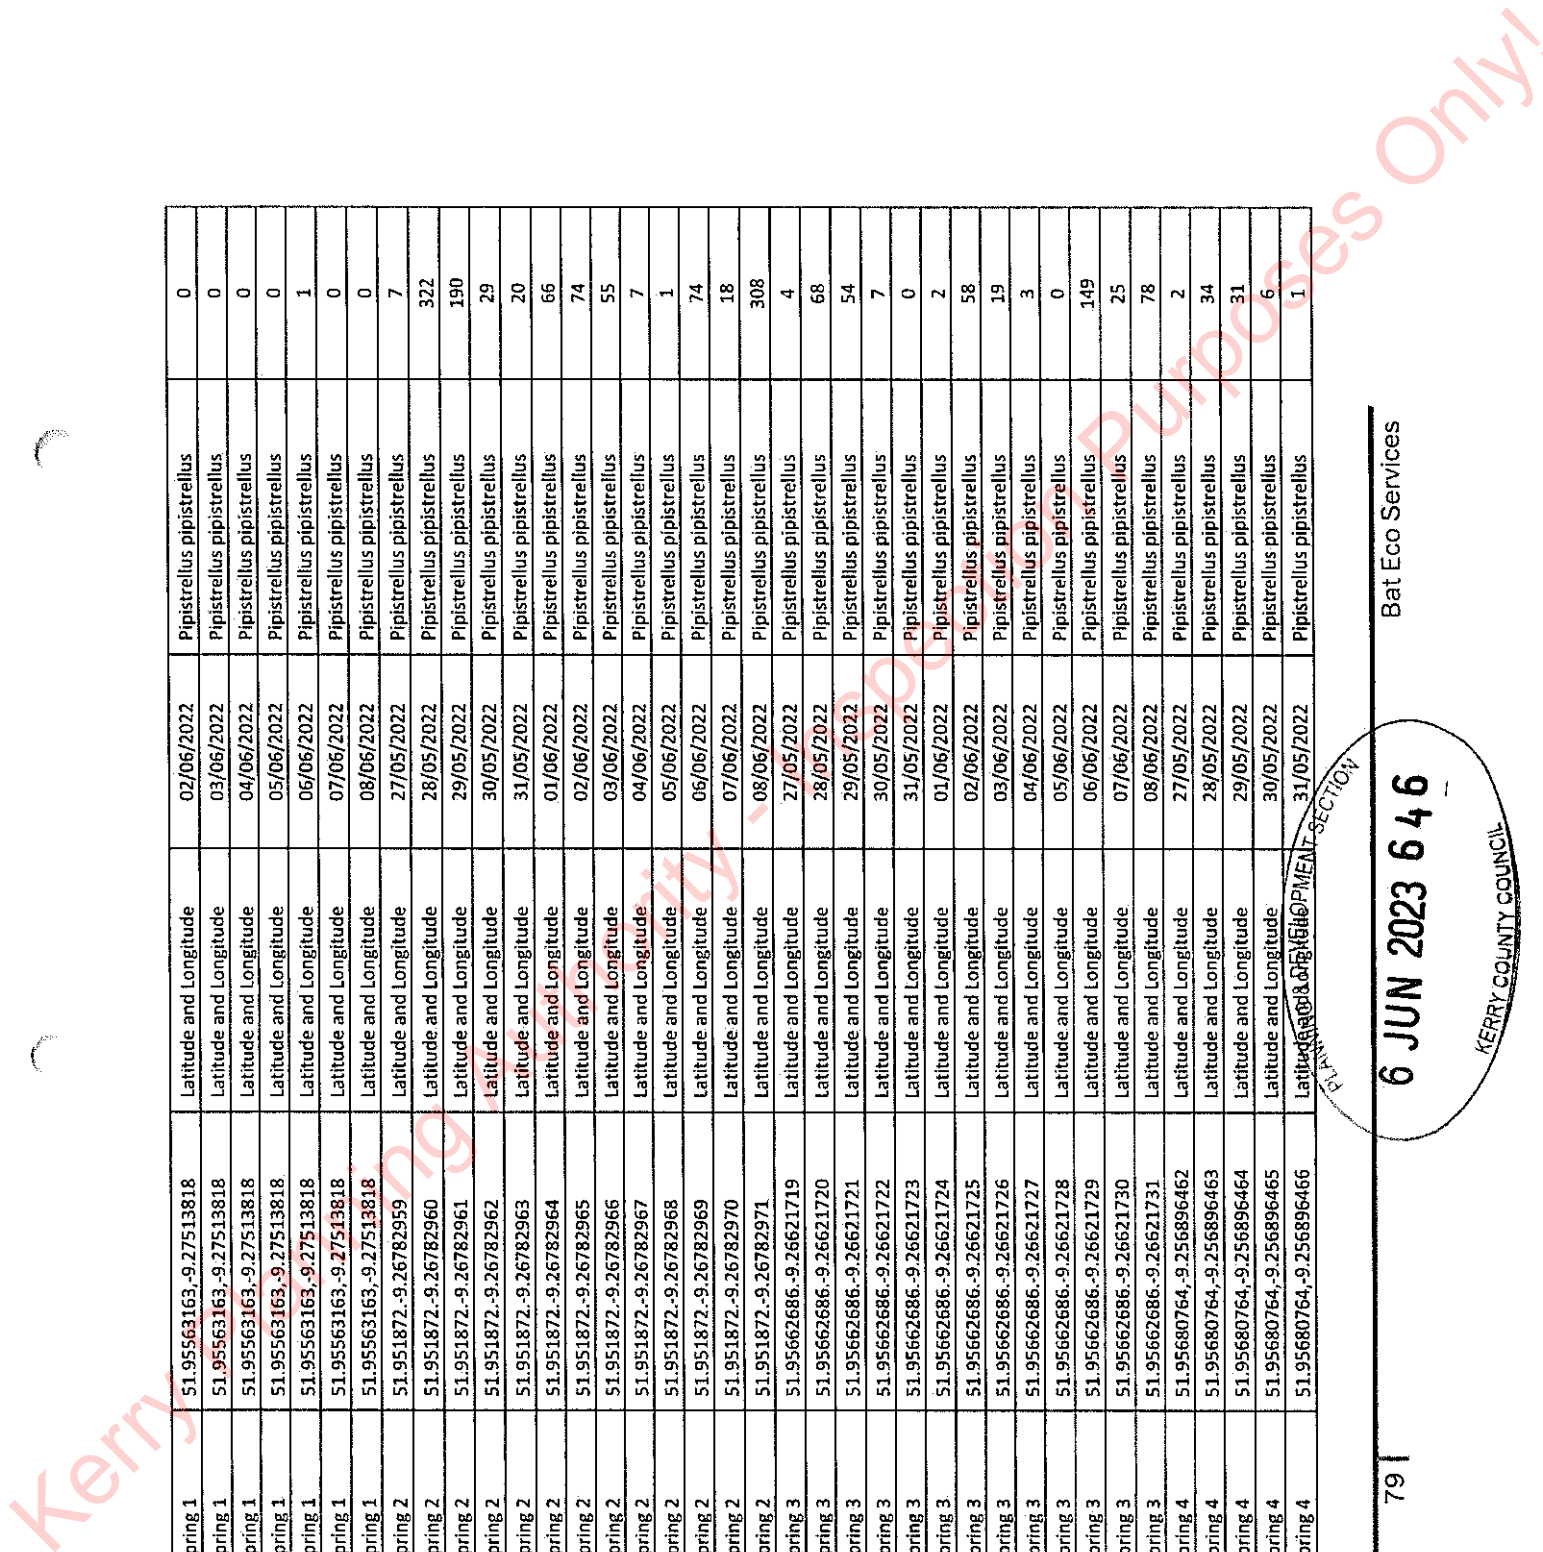 pring 1 51.95563163,-9.27513818 Latitude and Longitude 02/06/2022 Pipistrellus pipistrellus 0
pring 1 51.95563163,-9.27513818 Latitude and Longitude 03/06/2022 Pipistrellus pipistrellus 0
pring 1 51.95563163,-9.27513818 Latitude and Longitude 04/06/2022 Pipistrellus pipistrellus 0
pring 1 51.95563163,-9.27513818 Latitude and Longitude 05/06/2022 Pipistrellus pipistrellus 0
pring 1 51.95563163,-9.27513818 Latitude and Longitude 06/06/2022 Pipistrellus pipistrellus 1
pring 1 51.95563163,-9.27513818 Latitude and Longitude 07/06/2022 Pipistrellus pipistrellus 0
pring 1 51.95563163,-9.27513818 Latitude and Longitude 08/06/2022 Pipistrellus pipistrellus 0
pring 2 51.951872.-9.26782959 Latitude and Longitude 27/05/2022 Pipistrellus pipistrellus 7
pring 2 51.951872.-9.26782960 Latitude and Longitude 28/05/2022 Pipistrellus pipistrellus 322
pring 2 51.951872.-9.26782961 Latitude and Longitude 29/05/2022 Pipistrellus pipistrellus 190
pring 2 51.951872.-9.26782962 Latitude and Longitude 30/05/2022 Pipistrellus pipistrellus 29
pring 2 51.951872.-9.26782963 Latitude and Longitude 31/05/2022 Pipistrellus pipistrellus 20
pring 2 51.951872.-9.26782964 Latitude and Longitude 01/06/2022 Pipistrellus pipistrellus 66
pring 2 51.951872.-9.26782965 Latitude and Longitude 02/06/2022 Pipistrellus pipistrellus 74
pring 2 51.951872.-9.26782966 Latitude and Longitude 03/06/2022 Pipistrellus pipistrellus 55
pring 2 51.951872.-9.26782967 Latitude and Longitude 04/06/2022 Pipistrellus pipistrellus 7
pring 2 51.951872.-9.26782968 Latitude and Longitude 05/06/2022 Pipistrellus pipistrellus 1
pring 2 51.951872.-9.26782969 Latitude and Longitude 06/06/2022 Pipistrellus pipistrellus 74
pring 2 51.951872.-9.26782970 Latitude and Longitude 07/06/2022 Pipistrellus pipistrellus 18
pring 2 51.951872.-9.26782971 Latitude and Longitude 08/06/2022 Pipistrellus pipistrellus 308
pring 3 51.95662686.-9.26621719 Latitude and Longitude 27/05/2022 Pipistrellus pipistrellus 4
pring 3 51.95662686.-9.26621720 Latitude and Longitude 28/05/2022 Pipistrellus pipistrellus 68
pring 3 51.95662686.-9.26621721 Latitude and Longitude 29/05/2022 Pipistrellus pipistrellus 54
pring 3 51.95662686.-9.26621722 Latitude and Longitude 30/05/2022 Pipistrellus pipistrellus 7
pring 3 51.95662686.-9.26621723 Latitude and Longitude 31/05/2022 Pipistrellus pipistrellus 0
pring 3 51.95662686.-9.26621724 Latitude and Longitude 01/06/2022 Pipistrellus pipistrellus 2
pring 3 51.95662686.-9.26621725 Latitude and Longitude 02/06/2022 Pipistrellus pipistrellus 58
pring 3 51.95662686.-9.26621726 Latitude and Longitude 03/06/2022 Pipistrellus pipistrellus 19
pring 3 51.95662686.-9.26621727 Latitude and Longitude 04/06/2022 Pipistrellus pipistrellus 3
pring 3 51.95662686.-9.26621728 Latitude and Longitude 05/06/2022 Pipistrellus pipistrellus 0
pring 3 51.95662686.-9.26621729 Latitude and Longitude 06/06/2022 Pipistrellus pipistrellus 149
pring 3 51.95662686.-9.26621730 Latitude and Longitude 07/06/2022 Pipistrellus pipistrellus 25
pring 3 51.95662686.-9.26621731 Latitude and Longitude 08/06/2022 Pipistrellus pipistrellus 78
pring 4 51.95680764,-9.256896462 Latitude and Longitude 27/05/2022 Pipistrellus pipistrellus 2
pring 4 51.95680764,-9.256896463 Latitude and Longitude 28/05/2022 Pipistrellus pipistrellus 34
pring 4 51.95680764,-9.256896464 Latitude and Longitude 29/05/2022 Pipistrellus pipistrellus 31
pring 4 51.95680764,-9.256896465 Latitude and Longitude 30/05/2022 Pipistrellus pipistrellus 6
pring 4 51.95680764,-9.256896466 Latitude and Longitude 31/05/2022 Pipistrellus pipistrellus 1
PLANNING & DEVELOPMENT SECTION
6 JUN 2023 646
KERRY COUNTY COUNCIL
79 | Bat Eco Services
Kerry Planning Authority - Inspection Purposes Only!